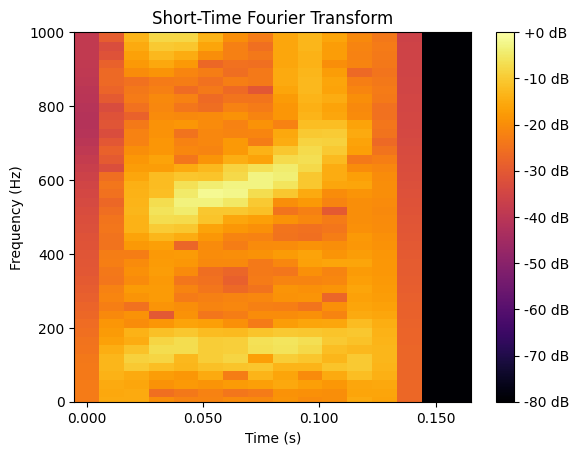 Short-Time Fourier Transform
1000
800
600
400
200
0
Frequency (Hz)
0.000
0.050
0.100
0.150
Time (s)
+0 dB
-10 dB
-20 dB
-30 dB
-40 dB
-50 dB
-60 dB
-70 dB
-80 dB